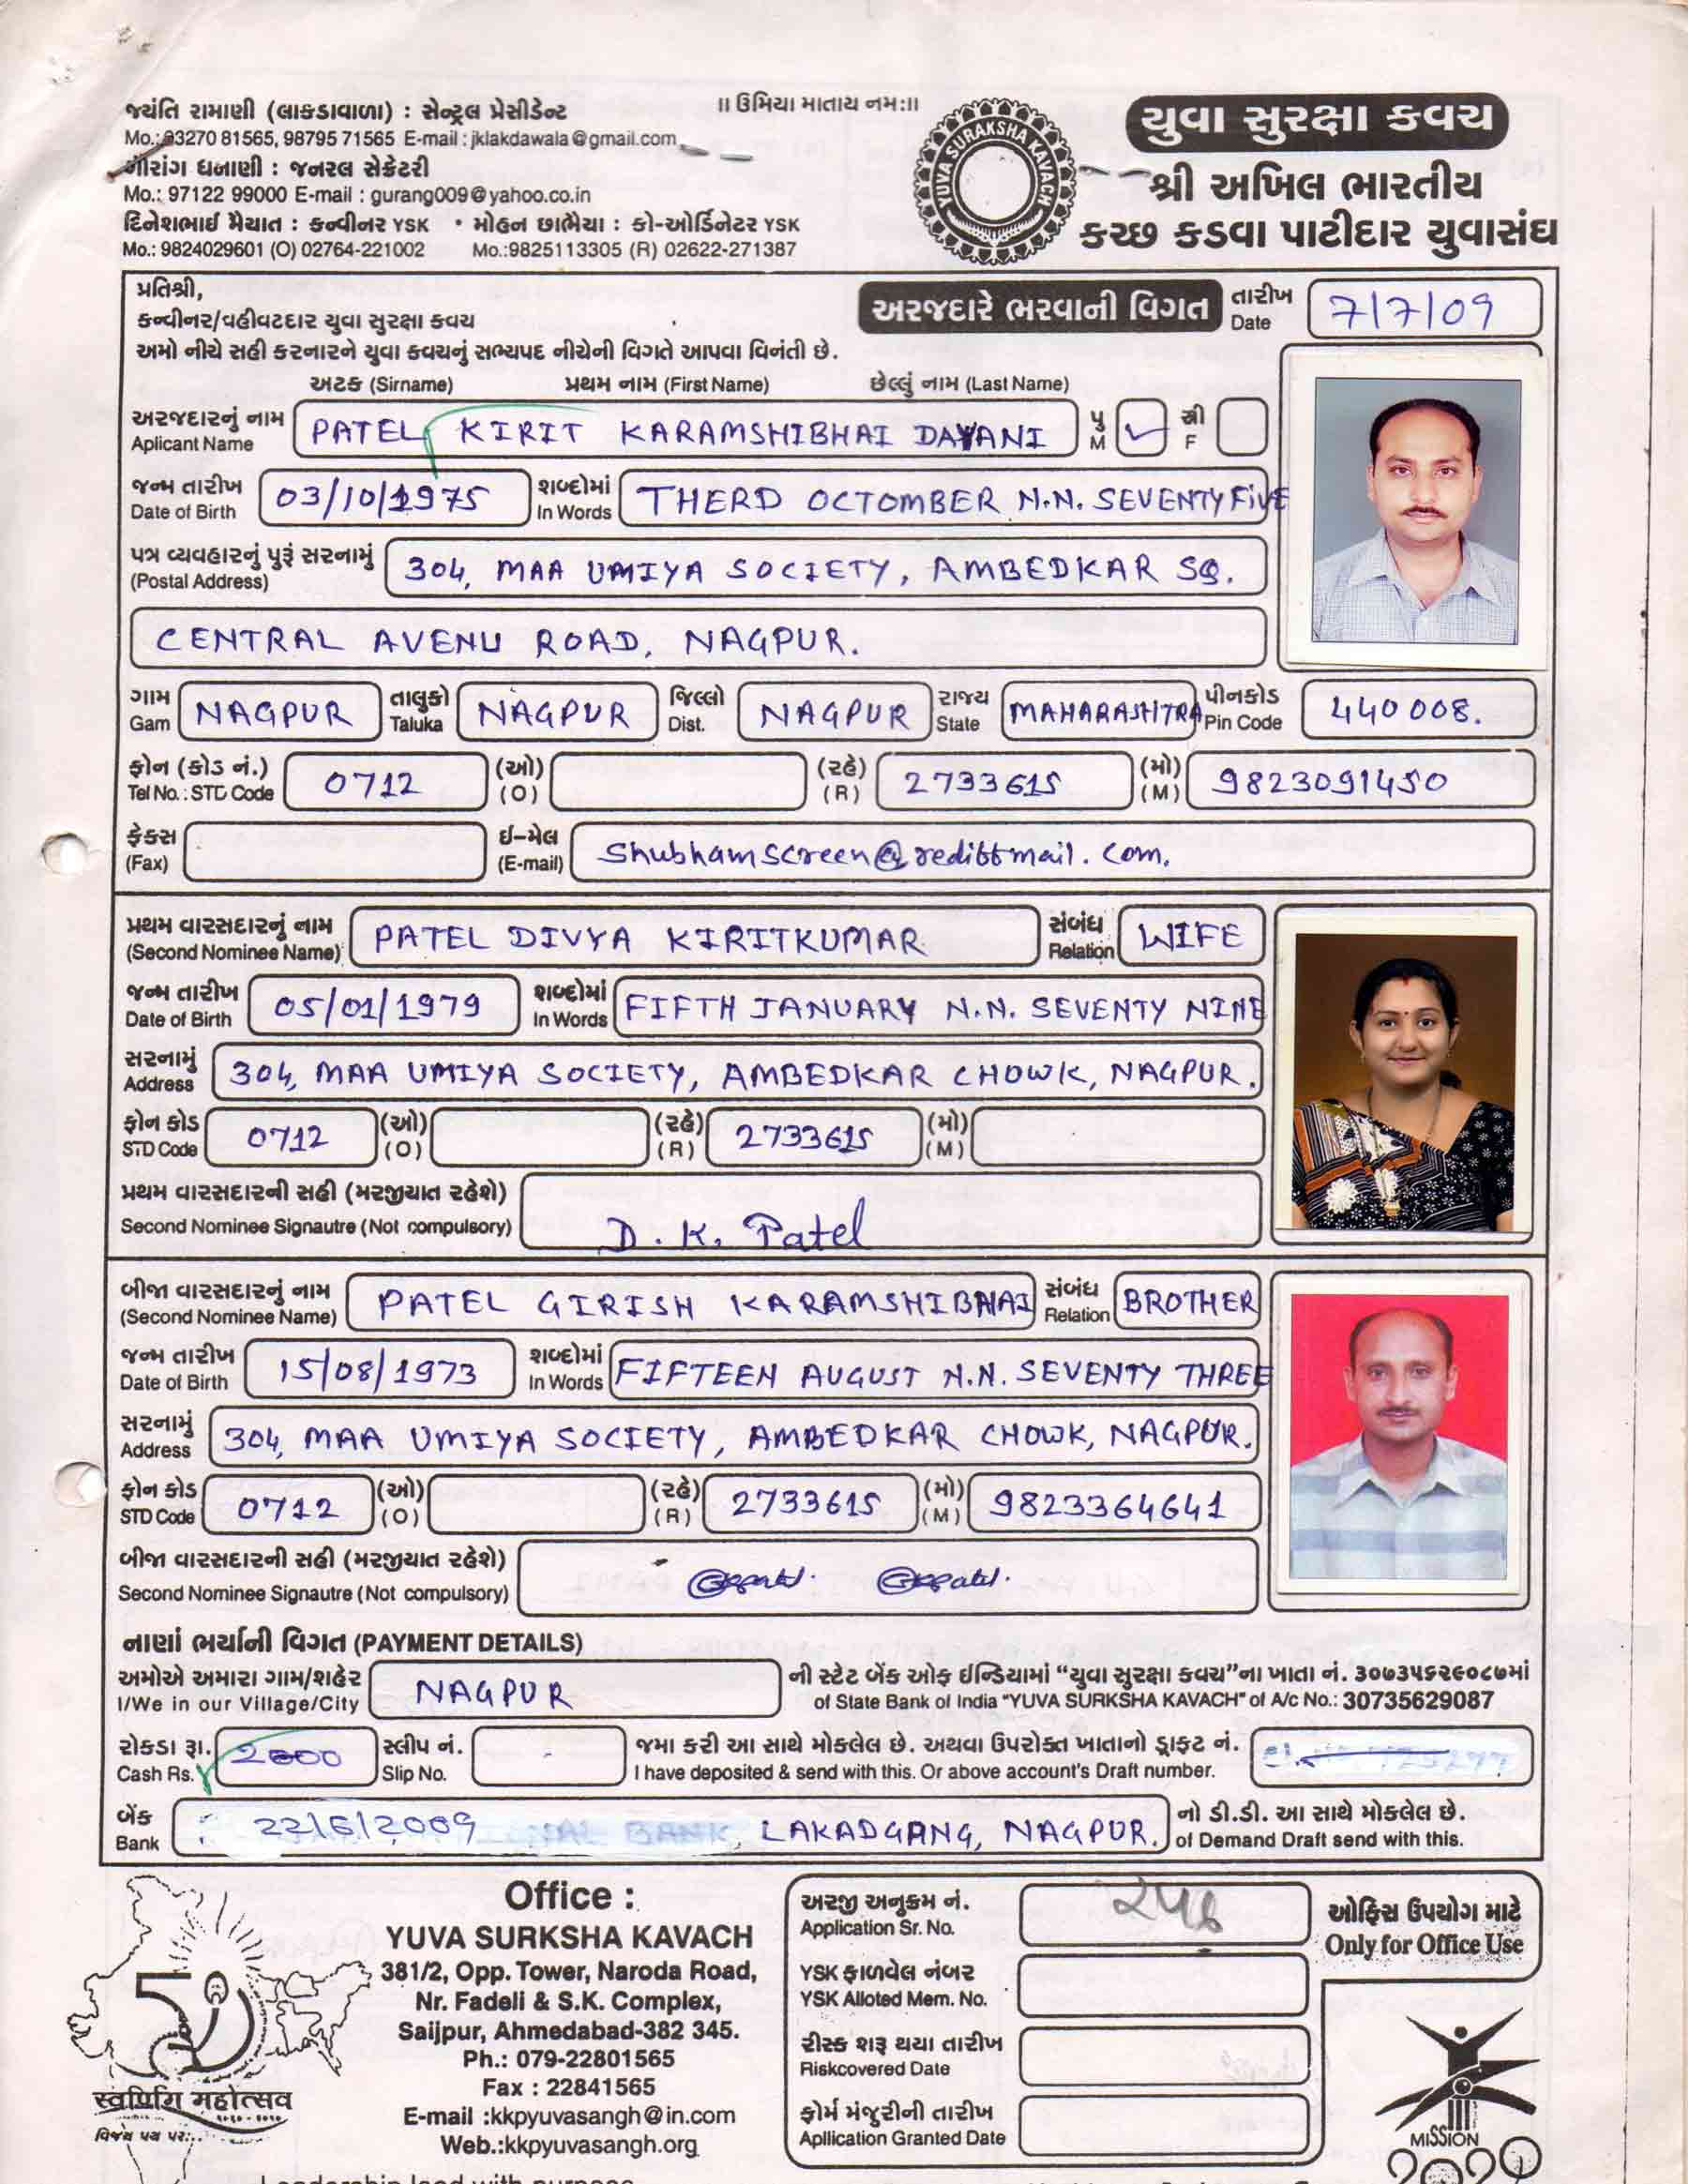 ॥ ઉમિયા માતાય નમઃ॥
જ્યંતિ રામાણી (લાકડાવાળા) : સેન્ટ્રલ પ્રેસીડેન્ટ
Mo.: 93270 81565, 98795 71565 E-mail : jklakdawala@gmail.com
ગૌરાંગ ધનાણી : જનરલ સેક્રેટરી
Mo.: 97122 99000 E-mail : gurang009@yahoo.co.in
દિનેશભાઈ મૈયાત : કન્વીનર YSK • મોહન છાભૈયા : કો-ઓર્ડિનેટર YSK
Mo.: 9824029601 (O) 02764-221002 Mo.:9825113305 (R) 02622-271387
YUVA SURAKSHA KAVACH
યુવા સુરક્ષા કવચ
શ્રી અખિલ ભારતીય
કચ્છ કડવા પાટીદાર યુવાસંઘ
પ્રતિશ્રી,
કન્વીનર/વહીવટદાર યુવા સુરક્ષા કવચ
અમો નીચે સહી કરનારને યુવા કવચનું સભ્યપદ નીચેની વિગતે આપવા વિનંતી છે.
અરજદારે ભરવાની વિગત તારીખ Date 7/7/09
અટક (Sirname) પ્રથમ નામ (First Name) છેલ્લું નામ (Last Name)
અરજદારનું નામ Aplicant Name PATEL KIRIT KARAMSHIBHAI DAYANI પુ M ✓ સ્ત્રી F
જન્મ તારીખ Date of Birth 03/10/1975 શબ્દોમાં In Words THERD OCTOMBER N.N. SEVENTY FIVE
પત્ર વ્યવહારનું પુરૂં સરનામું (Postal Address) 304, MAA UMIYA SOCIETY, AMBEDKAR SQ.
CENTRAL AVENU ROAD, NAGPUR.
ગામ Gam NAGPUR તાલુકો Taluka NAGPUR જિલ્લો Dist. NAGPUR રાજ્ય State MAHARASHTRA પીનકોડ Pin Code 440 008.
ફોન (કોડ નં.) Tel No. : STD Code 0712 (ઓ) (O) (રહે) (R) 2733615 (મો) (M) 9823091450
ફેક્સ (Fax) ઈ-મેલ (E-mail) Shubhamscreen@rediffmail.com.
પ્રથમ વારસદારનું નામ (Second Nominee Name) PATEL DIVYA KIRITKUMAR સંબંધ Relation WIFE
જન્મ તારીખ Date of Birth 05/01/1979 શબ્દોમાં In Words FIFTH JANUARY N.N. SEVENTY NINE
સરનામું Address 304, MAA UMIYA SOCIETY, AMBEDKAR CHOWK, NAGPUR.
ફોન કોડ STD Code 0712 (ઓ) (O) (રહે) (R) 2733615 (મો) (M)
પ્રથમ વારસદારની સહી (મરજીયાત રહેશે)
Second Nominee Signautre (Not compulsory) D. K. Patel
બીજા વારસદારનું નામ (Second Nominee Name) PATEL GIRISH KARAMSHIBHAI સંબંધ Relation BROTHER
જન્મ તારીખ Date of Birth 15/08/1973 શબ્દોમાં In Words FIFTEEN AUGUST N.N. SEVENTY THREE
સરનામું Address 304, MAA UMIYA SOCIETY, AMBEDKAR CHOWK, NAGPUR.
ફોન કોડ STD Code 0712 (ઓ) (O) (રહે) (R) 2733615 (મો) (M) 9823364641
બીજા વારસદારની સહી (મરજીયાત રહેશે)
Second Nominee Signautre (Not compulsory)
નાણાં ભર્યાની વિગત (PAYMENT DETAILS)
અમોએ અમારા ગામ/શહેર NAGPUR ની સ્ટેટ બેંક ઓફ ઈન્ડિયામાં “યુવા સુરક્ષા કવચ”ના ખાતા નં. ૩૦૭૩૫૬૨૯૦૮૭માં
I/We in our Village/City of State Bank of India "YUVA SURKSHA KAVACH" of A/c No.: 30735629087
રોકડા રૂા. Cash Rs. 2000 સ્લીપ નં. Slip No. - જમા કરી આ સાથે મોકલેલ છે. અથવા ઉપરોક્ત ખાતાનો ડ્રાફ્ટ નં.
I have deposited & send with this. Or above account's Draft number.
બેંક Bank 22/6/2009 BANK, LAKADGANG, NAGPUR. નો ડી.ડી. આ સાથે મોકલેલ છે.
of Demand Draft send with this.
Office :
YUVA SURKSHA KAVACH
381/2, Opp. Tower, Naroda Road,
Nr. Fadeli & S.K. Complex,
Saijpur, Ahmedabad-382 345.
Ph.: 079-22801565
Fax : 22841565
E-mail :kkpyuvasangh@in.com
Web.:kkpyuvasangh.org
અરજી અનુક્રમ નં.
Application Sr. No.
YSK ફાળવેલ નંબર
YSK Alloted Mem. No.
રીસ્ક શરૂ થયા તારીખ
Riskcovered Date
ફોર્મ મંજુરીની તારીખ
Apllication Granted Date
ઓફિસ ઉપયોગ માટે
Only for Office Use
50
महोत्सव
MISSION
2020